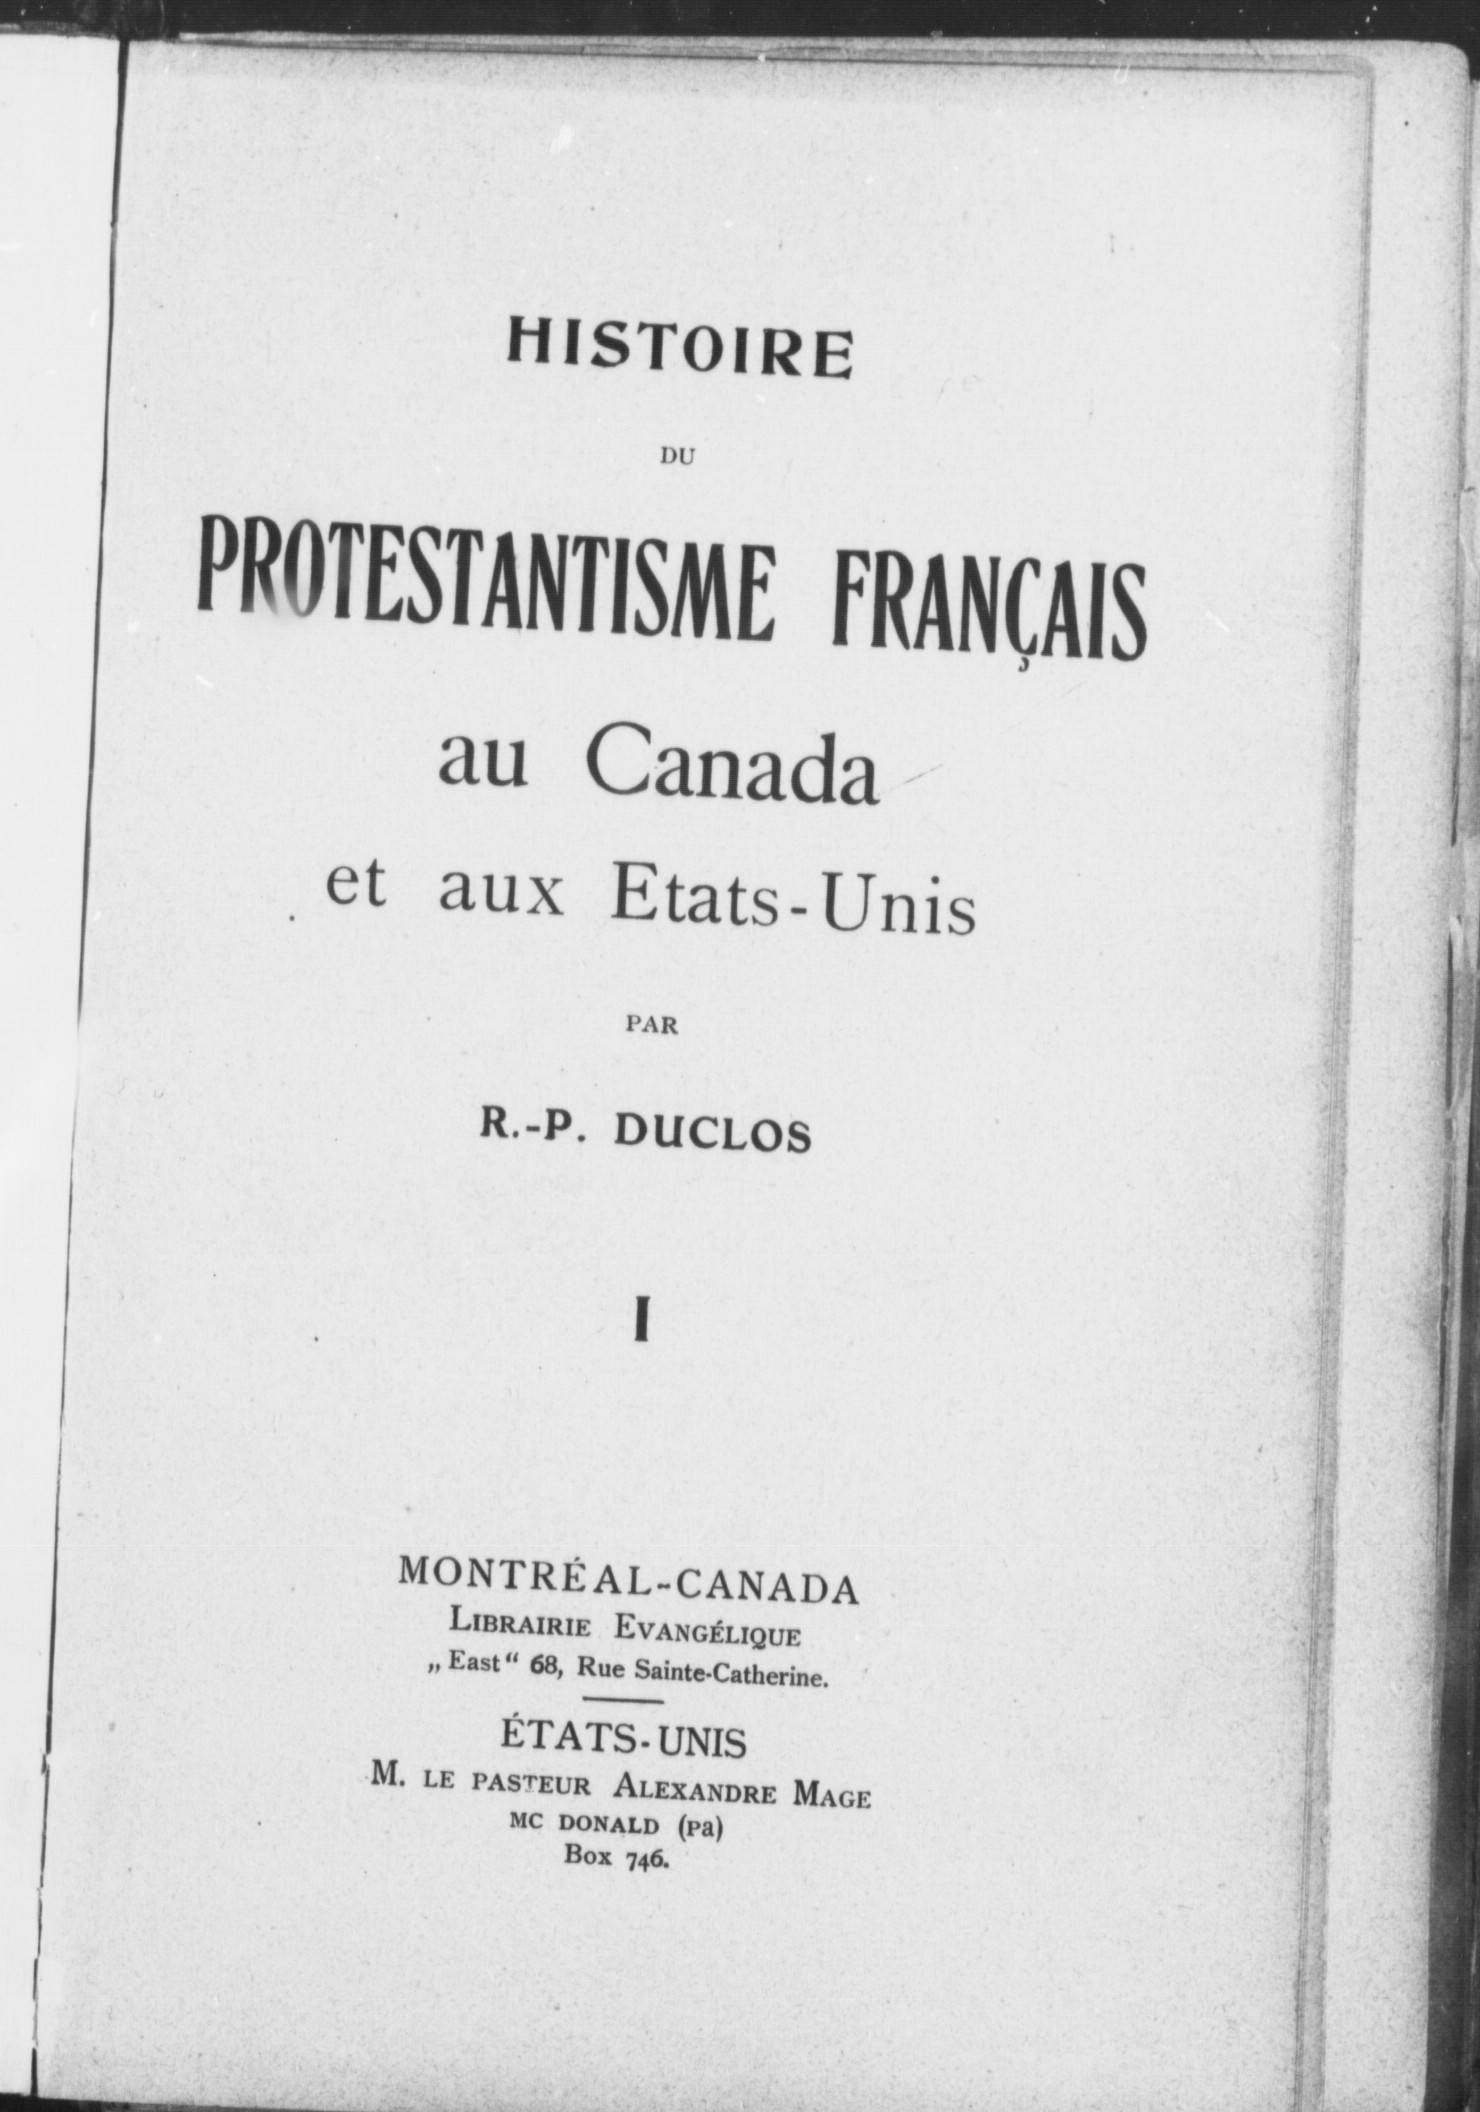 HISTOIRE
DU
PROTESTANTISME FRANÇAIS
au Canada
et aux Etats-Unis
PAR
R.-P. DUCLOS
I
MONTRÉAL-CANADA
LIBRAIRIE EVANGÉLIQUE
„East“ 68, Rue Sainte-Catherine.
ÉTATS-UNIS
M. LE PASTEUR ALEXANDRE MAGE
MC DONALD (Pa)
Box 746.